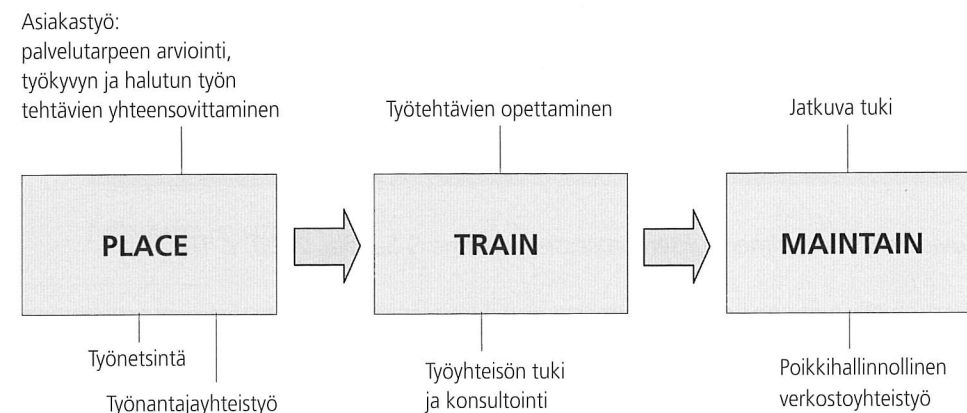 Asiakastyö:
palvelutarpeen arviointi,
työkyvyn ja halutun työn
tehtävien yhteensovittaminen
Työtehtävien opettaminen
Jatkuva tuki
PLACE
TRAIN
MAINTAIN
Työnetsintä
Työnantajayhteistyö
Työyhteisön tuki
ja konsultointi
Poikkihallinnollinen
verkostoyhteistyö